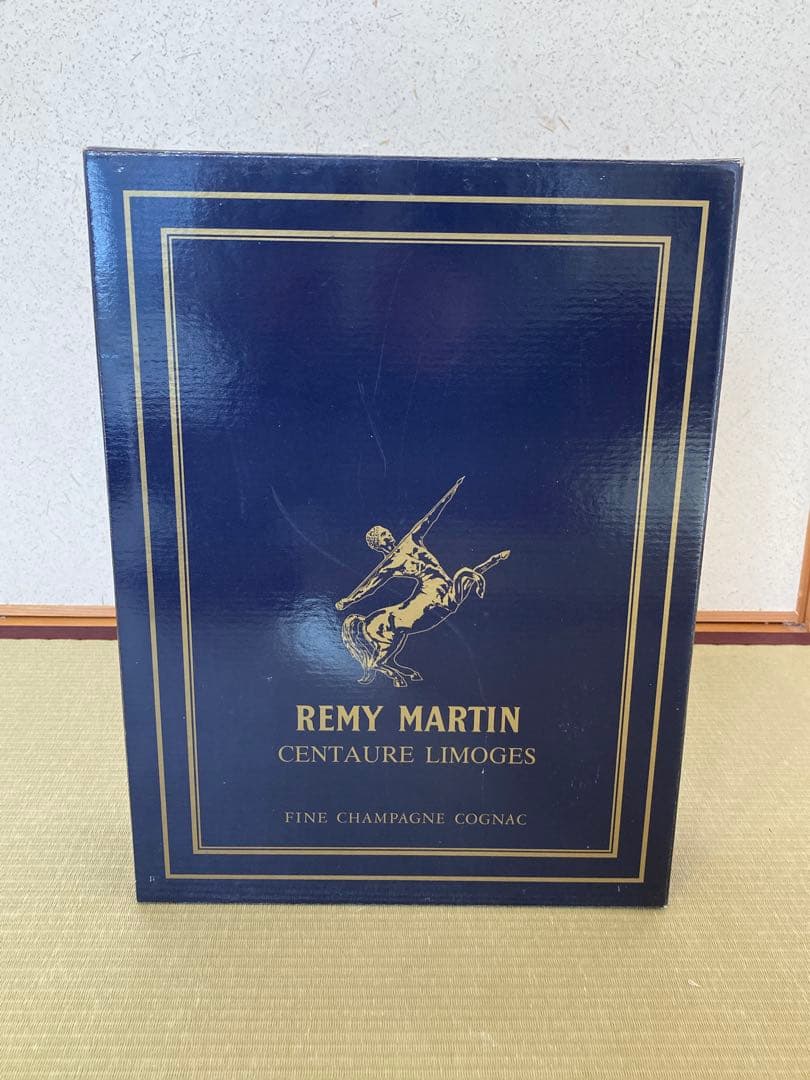 REMY MARTIN
CENTAURE LIMOGES
FINE CHAMPAGNE COGNAC